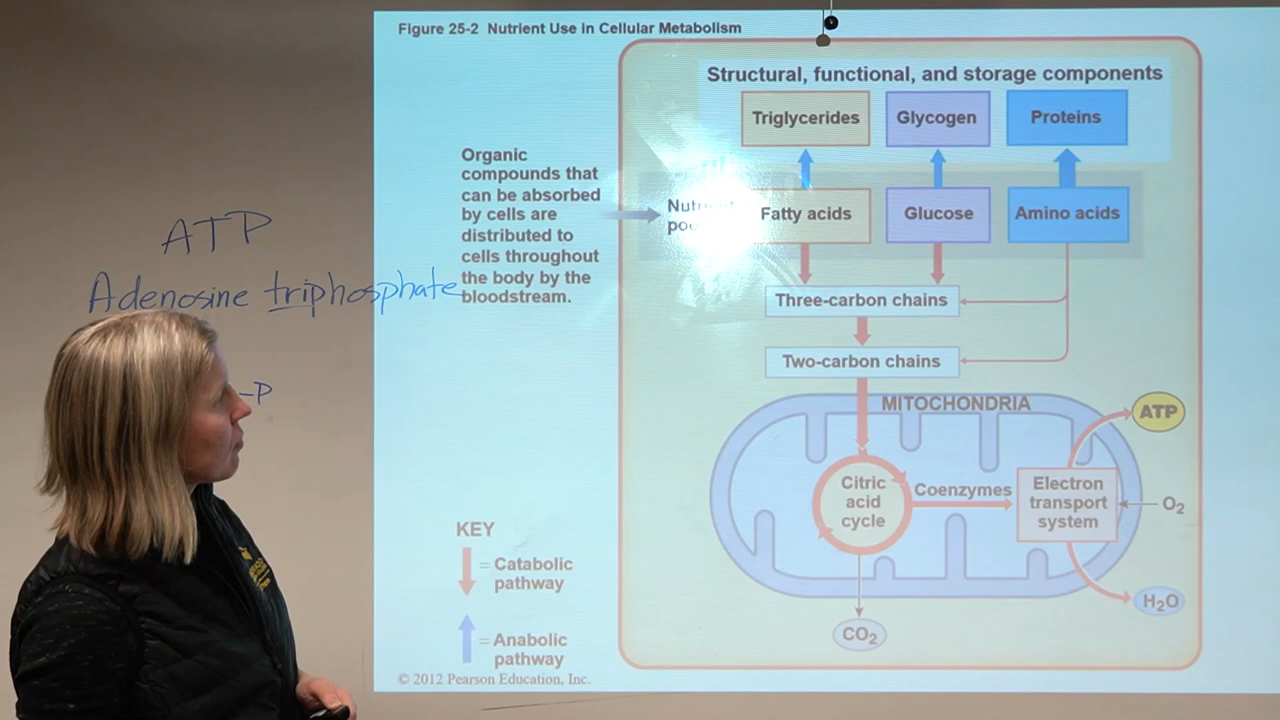 Figure 25-2 Nutrient Use in Cellular Metabolism
Structural, functional, and storage components
Triglycerides
Glycogen
Proteins
Organic
compounds that
can be absorbed
by cells are
distributed to
cells throughout
the body by the
bloodstream.
Fatty acids
Glucose
Amino acids
Three-carbon chains
Two-carbon chains
MITOCHONDRIA
ATP
Citric
acid
cycle
Coenzymes
Electron
transport
system
O₂
H₂O
CO₂
KEY
= Catabolic
pathway
= Anabolic
pathway
© 2012 Pearson Education, Inc.
ATP
Adenosine triphosphate
-P